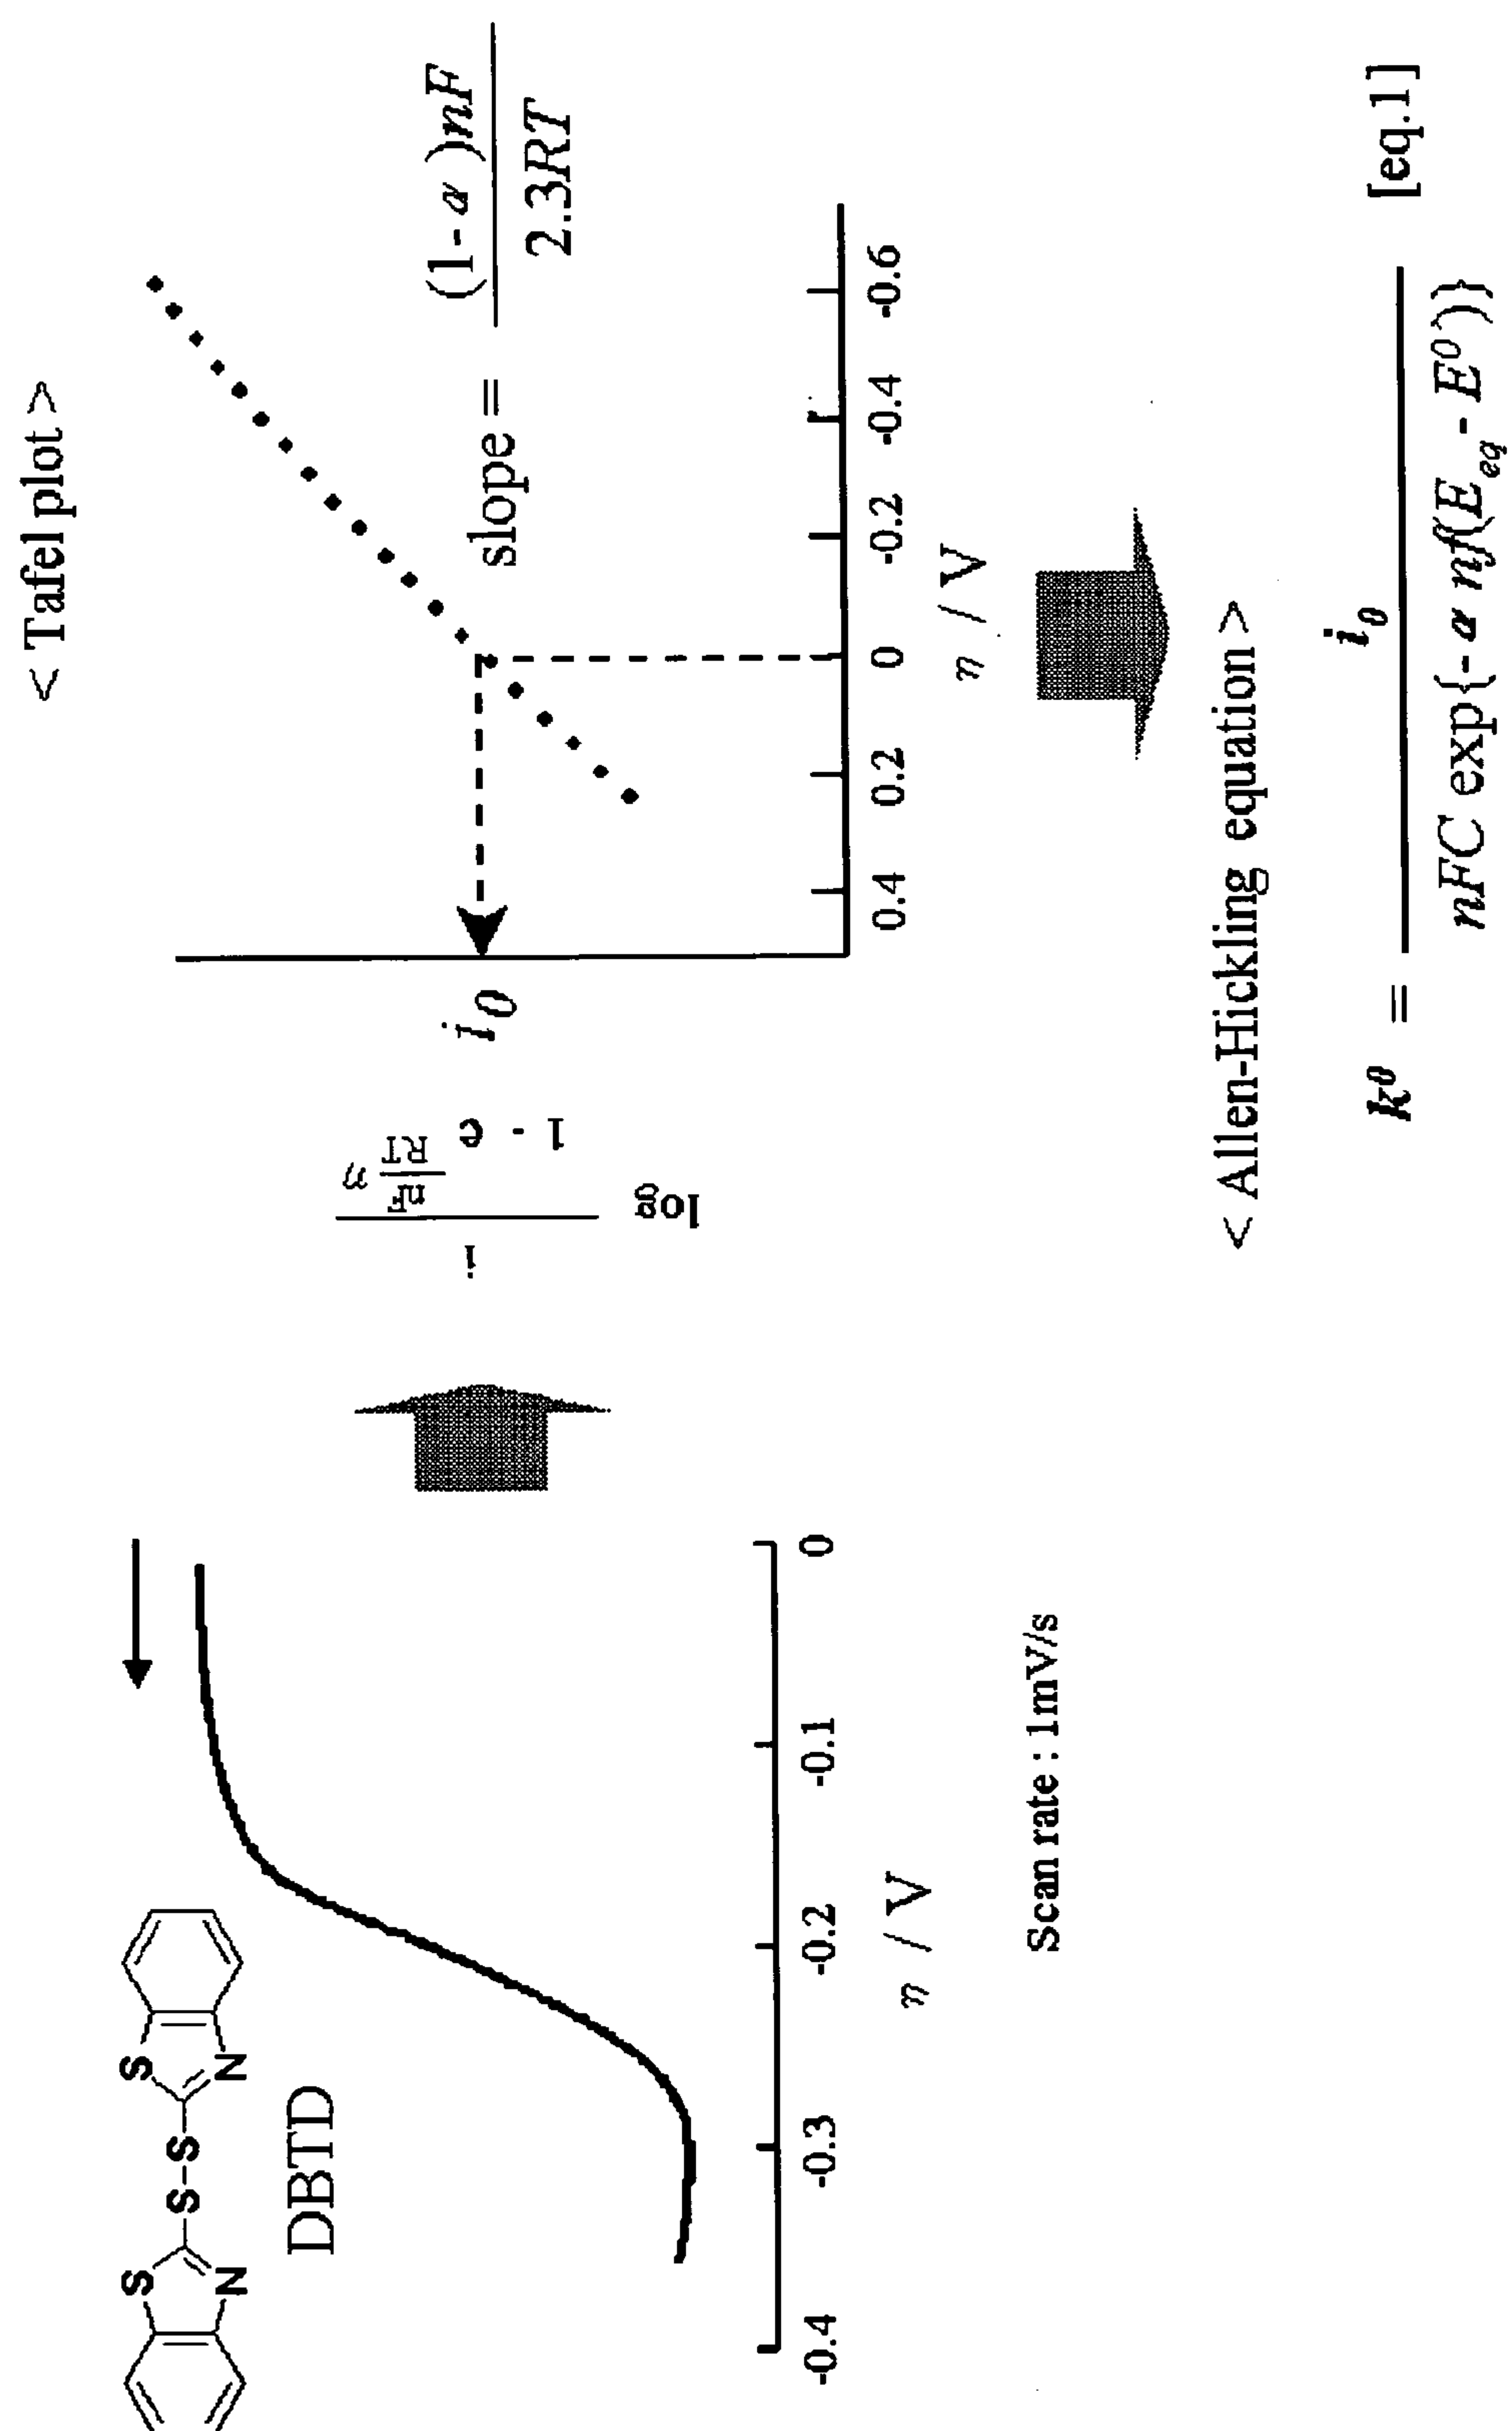 S
N
S-S
S
N
DBTD
-0.4
-0.3
-0.2
-0.1
0
η / V
Scan rate : 1mV/s
< Tafel plot >
log i / 1 - e nF/RT η
i0
slope = (1-α)nF / 2.3RT
0.4
0.2
0
-0.2
-0.4
-0.6
η / V
< Allen-Hickling equation >
k⁰ = i0 / nFC exp{-α nf(Eeq - E⁰)} [eq.1]